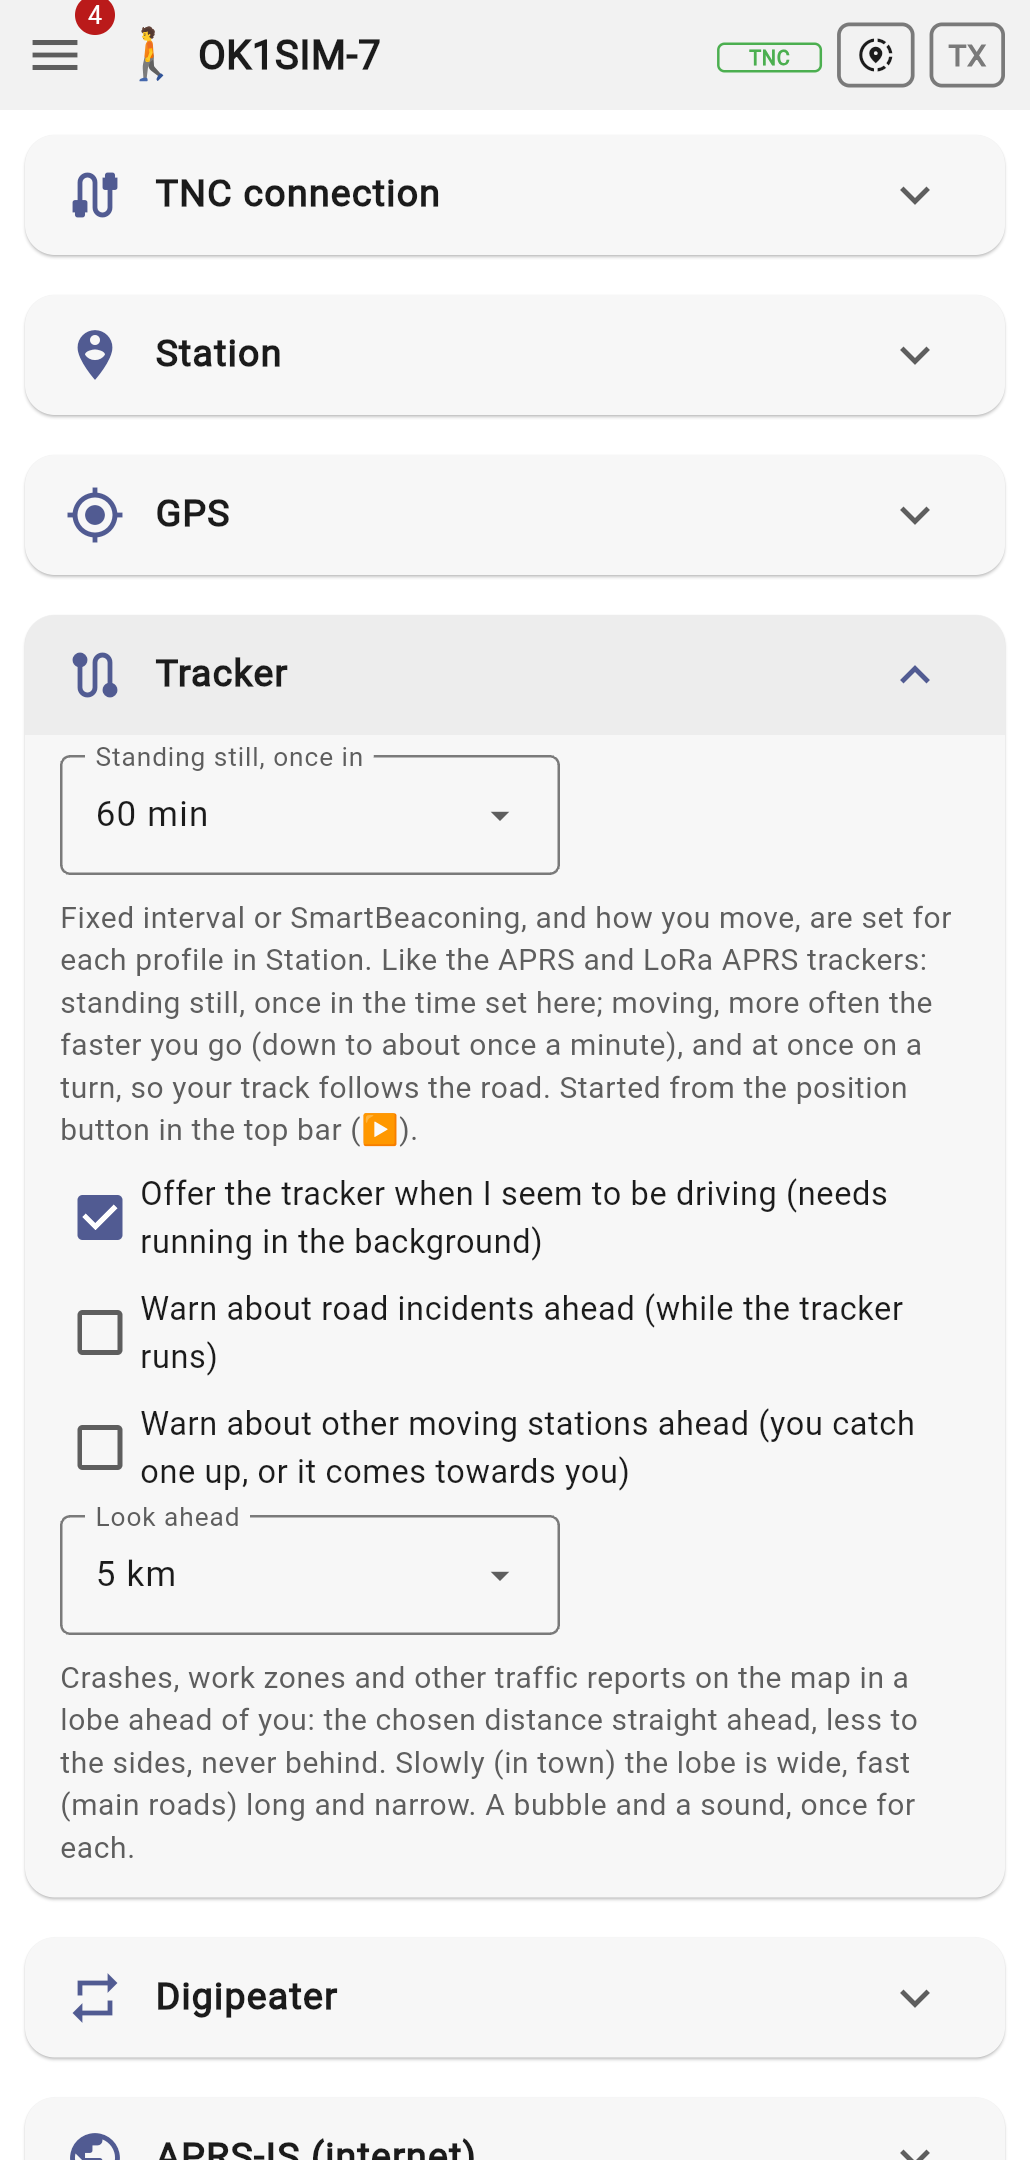 4
OK1SIM-7
TNC
TX
TNC connection
Station
GPS
Tracker
Standing still, once in
60 min
Fixed interval or SmartBeaconing, and how you move, are set for
each profile in Station. Like the APRS and LoRa APRS trackers:
standing still, once in the time set here; moving, more often the
faster you go (down to about once a minute), and at once on a
turn, so your track follows the road. Started from the position
button in the top bar (▶️).
Offer the tracker when I seem to be driving (needs
running in the background)
Warn about road incidents ahead (while the tracker
runs)
Warn about other moving stations ahead (you catch
one up, or it comes towards you)
Look ahead
5 km
Crashes, work zones and other traffic reports on the map in a
lobe ahead of you: the chosen distance straight ahead, less to
the sides, never behind. Slowly (in town) the lobe is wide, fast
(main roads) long and narrow. A bubble and a sound, once for
each.
Digipeater
APRS-IS (internet)